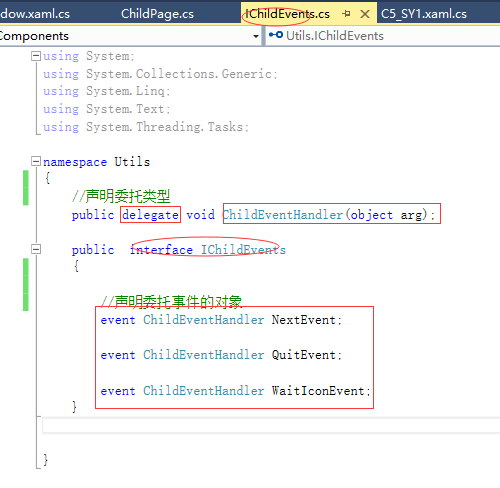 dow.xaml.cs ChildPage.cs IChildEvents.cs C5_SY1.xaml.cs
Components Utils.IChildEvents
using System;
using System.Collections.Generic;
using System.Linq;
using System.Text;
using System.Threading.Tasks;
namespace Utils
{
//声明委托类型
public delegate void ChildEventHandler(object arg);
public interface IChildEvents
{
//声明委托事件的对象
event ChildEventHandler NextEvent;
event ChildEventHandler QuitEvent;
event ChildEventHandler WaitIconEvent;
}
}